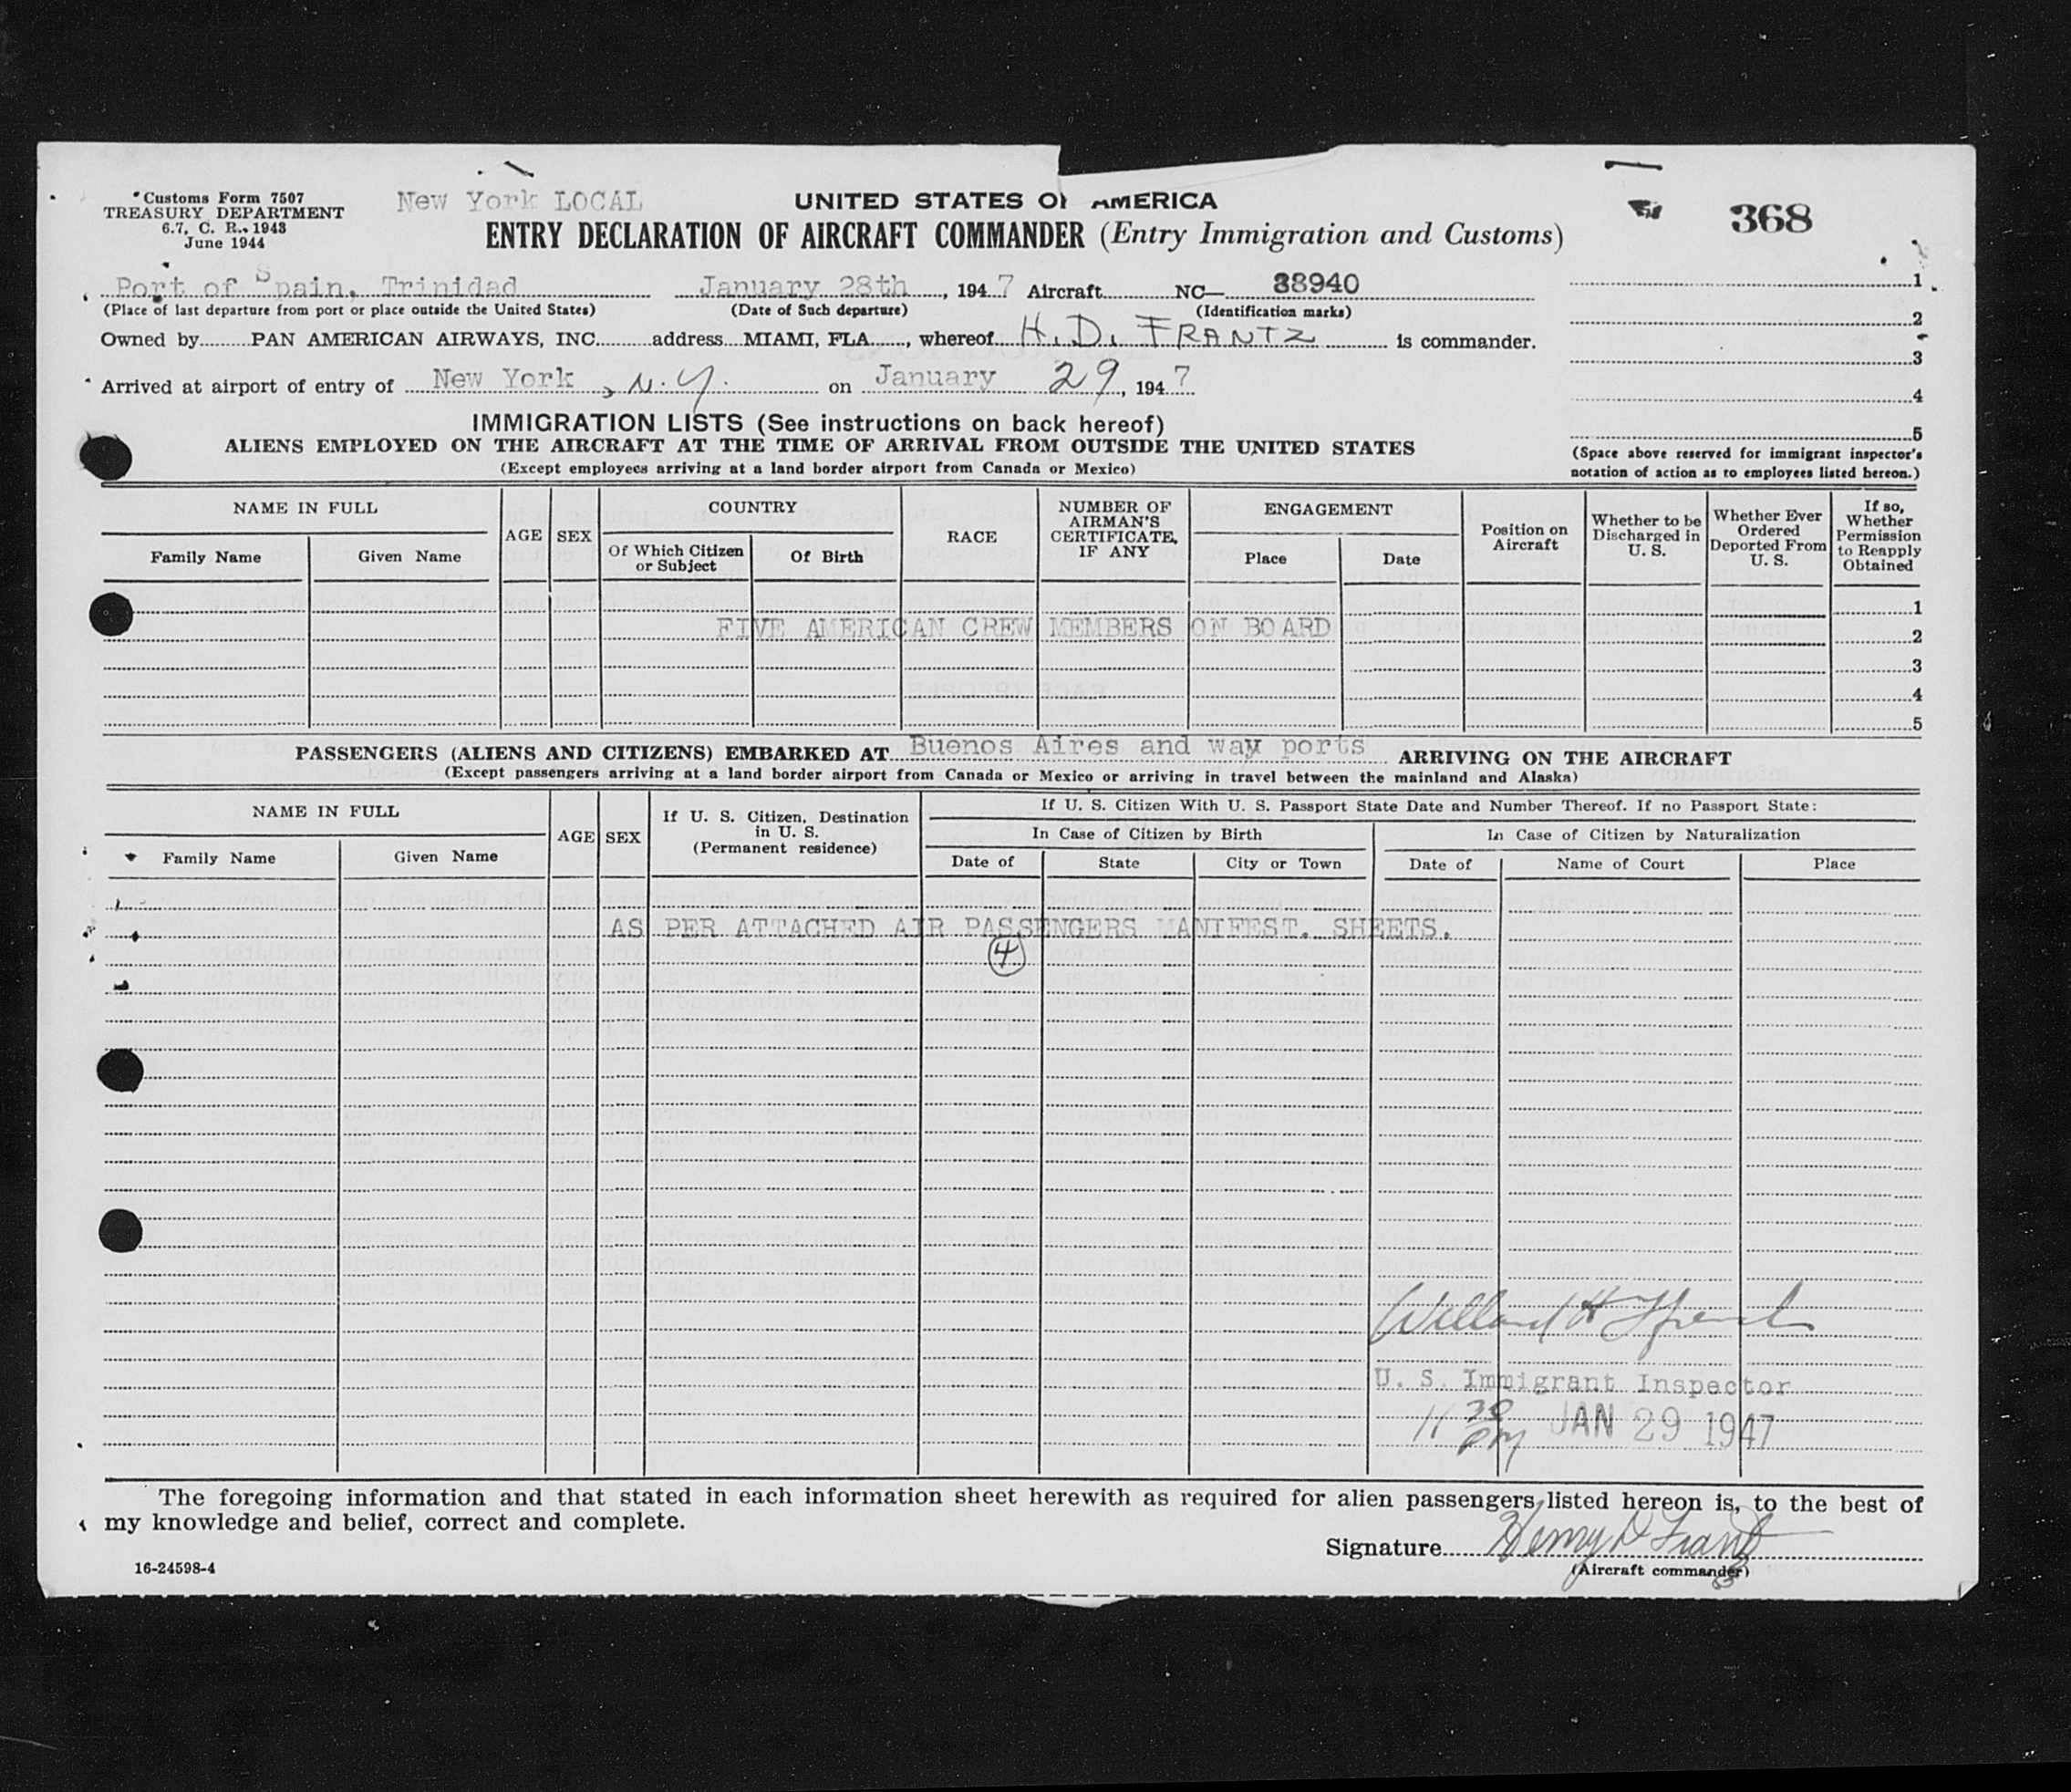 Customs Form 7507
TREASURY DEPARTMENT
6.7, C. R., 1943
June 1944
New York LOCAL
UNITED STATES OF AMERICA
368
ENTRY DECLARATION OF AIRCRAFT COMMANDER (Entry Immigration and Customs)
Port of Spain, Trinidad January 28th, 1947 Aircraft NC— 88940
(Place of last departure from port or place outside the United States) (Date of Such departure) (Identification marks)
Owned by PAN AMERICAN AIRWAYS, INC. address MIAMI, FLA., whereof H. D. FRANTZ is commander.
Arrived at airport of entry of New York, N.Y. on January 29, 1947
1
2
3
4
5
(Space above reserved for immigrant inspector's
notation of action as to employees listed hereon.)
IMMIGRATION LISTS (See instructions on back hereof)
ALIENS EMPLOYED ON THE AIRCRAFT AT THE TIME OF ARRIVAL FROM OUTSIDE THE UNITED STATES
(Except employees arriving at a land border airport from Canada or Mexico)
NAME IN FULL
Family Name Given Name
AGE SEX
COUNTRY
Of Which Citizen or Subject
Of Birth
RACE
NUMBER OF AIRMAN'S CERTIFICATE, IF ANY
ENGAGEMENT
Place Date
Position on Aircraft
Whether to be Discharged in U. S.
Whether Ever Ordered Deported From U. S.
If so, Whether Permission to Reapply Obtained
1
FIVE AMERICAN CREW MEMBERS ON BOARD 2
3
4
5
PASSENGERS (ALIENS AND CITIZENS) EMBARKED AT Buenos Aires and way ports ARRIVING ON THE AIRCRAFT
(Except passengers arriving at a land border airport from Canada or Mexico or arriving in travel between the mainland and Alaska)
NAME IN FULL
Family Name Given Name
AGE SEX
If U. S. Citizen, Destination in U. S.
(Permanent residence)
If U. S. Citizen With U. S. Passport State Date and Number Thereof. If no Passport State:
In Case of Citizen by Birth In Case of Citizen by Naturalization
Date of State City or Town Date of Name of Court Place
AS PER ATTACHED AIR PASSENGERS MANIFEST. SHEETS.
4
Willard H
U. S. Immigrant Inspector
11 30 PM JAN 29 1947
The foregoing information and that stated in each information sheet herewith as required for alien passengers listed hereon is, to the best of
my knowledge and belief, correct and complete.
Signature Henry D Frantz
(Aircraft commander)
16-24598-4